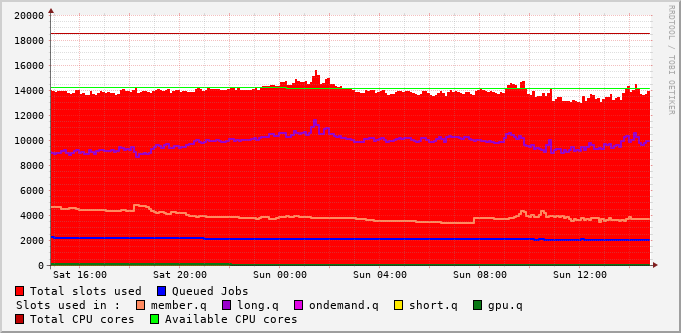 20000
18000
16000
14000
12000
10000
8000
6000
4000
2000
0
Sat 16:00 Sat 20:00 Sun 00:00 Sun 04:00 Sun 08:00 Sun 12:00
Total slots used Queued Jobs
Slots used in : member.q long.q ondemand.q short.q gpu.q
Total CPU cores Available CPU cores
RRDTOOL / TOBI OETIKER